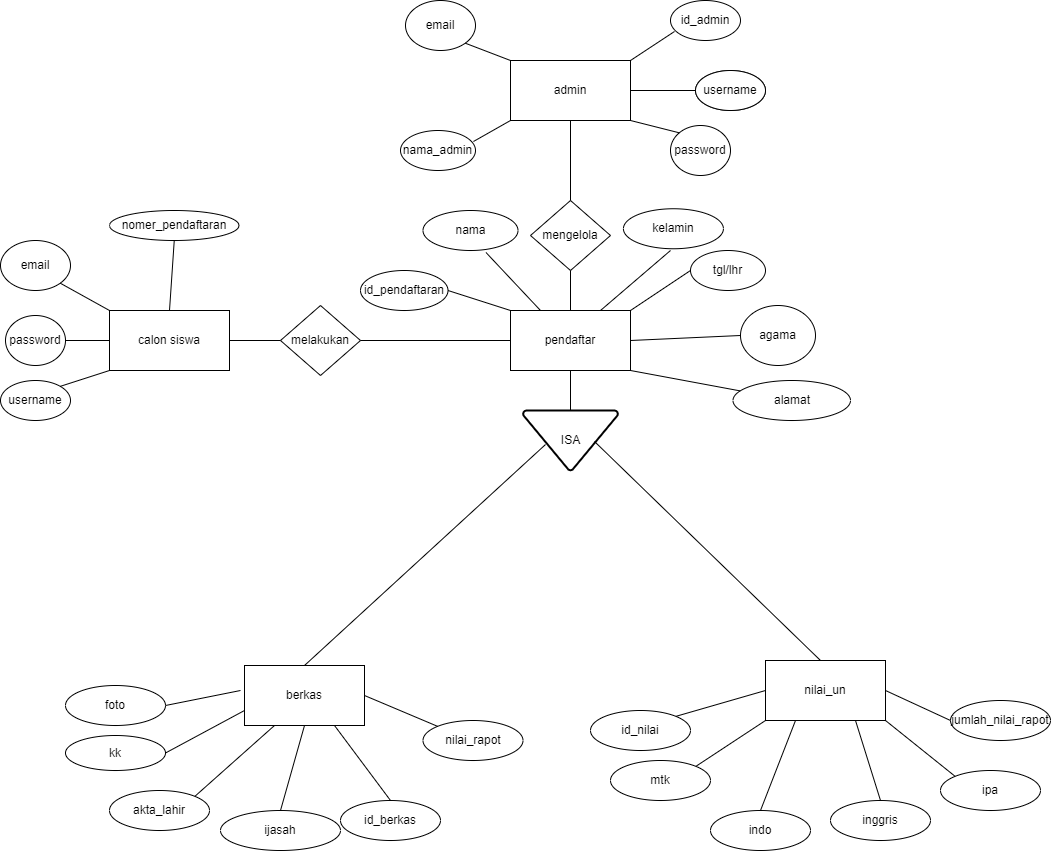 email
id_admin
admin
username
nama_admin
password
nomer_pendaftaran
nama
mengelola
kelamin
email
tgl/lhr
id_pendaftaran
password
calon siswa
melakukan
pendaftar
agama
username
alamat
ISA
berkas
nilai_un
foto
jumlah_nilai_rapot
id_nilai
nilai_rapot
kk
mtk
ipa
akta_lahir
id_berkas
inggris
ijasah
indo